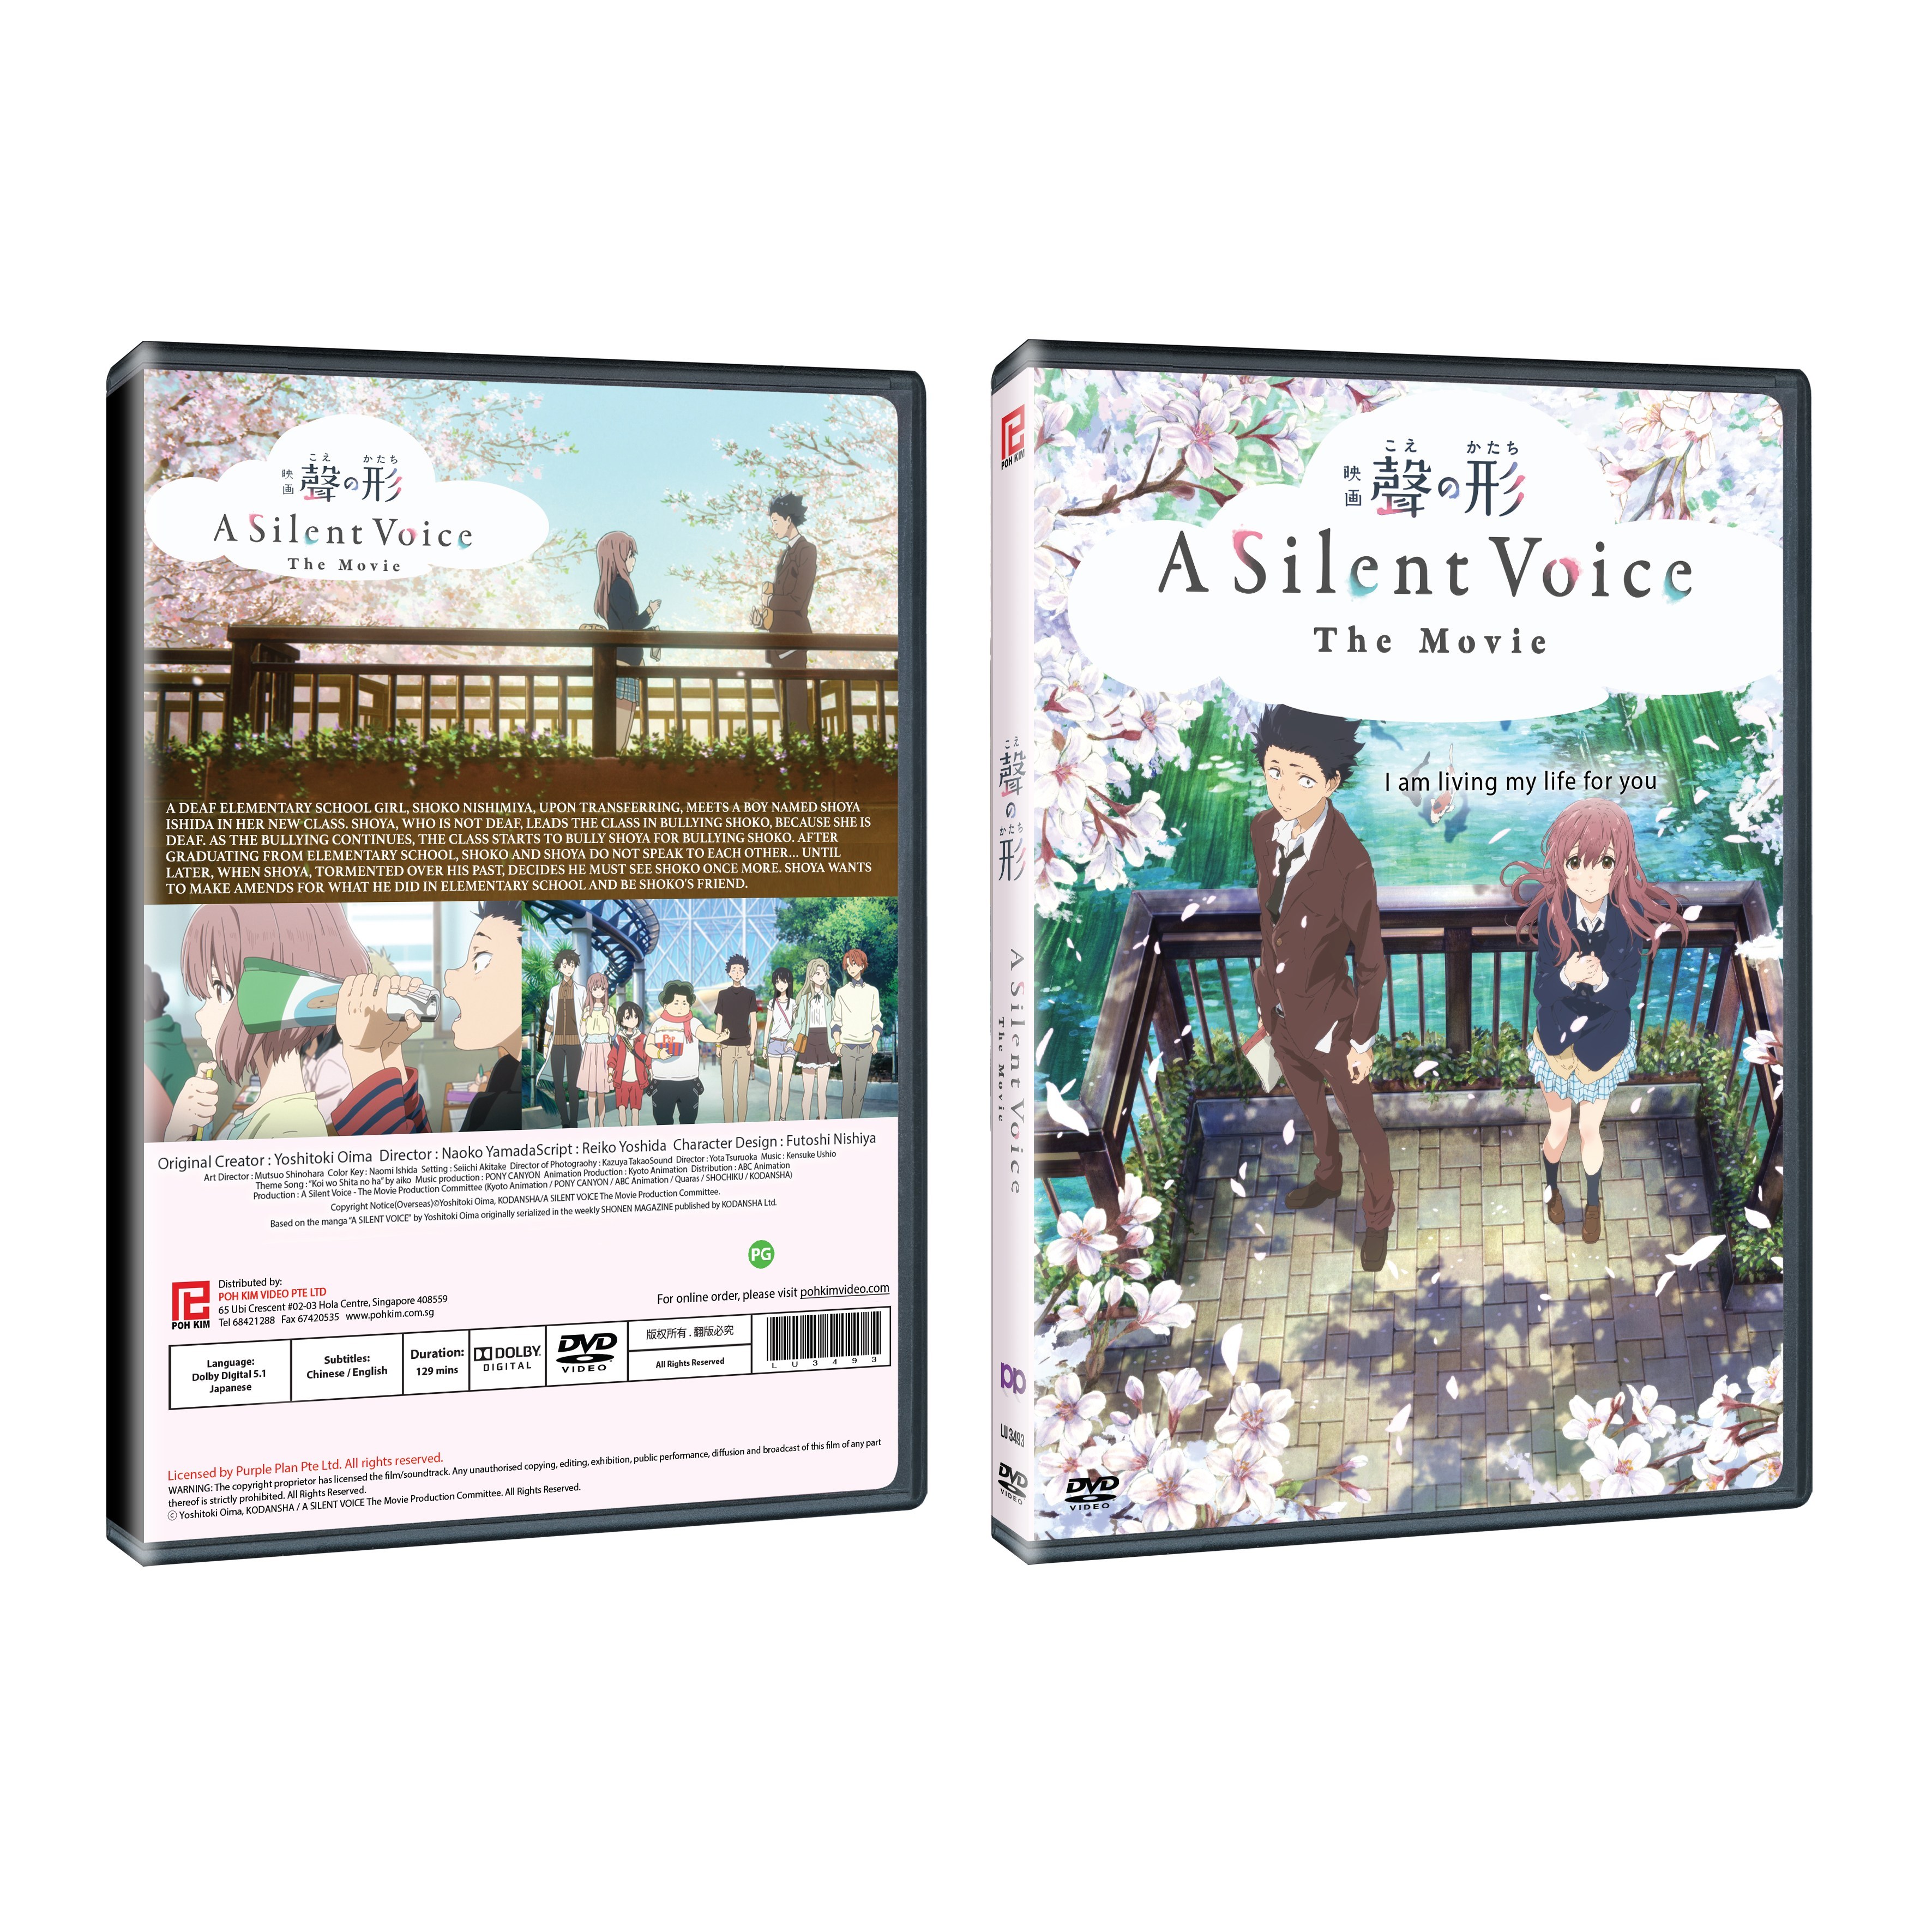 こえ かたち
映画 聲の形
A Silent Voice
The Movie
A DEAF ELEMENTARY SCHOOL GIRL, SHOKO NISHIMIYA, UPON TRANSFERRING, MEETS A BOY NAMED SHOYA
ISHIDA IN HER NEW CLASS. SHOYA, WHO IS NOT DEAF, LEADS THE CLASS IN BULLYING SHOKO, BECAUSE SHE IS
DEAF. AS THE BULLYING CONTINUES, THE CLASS STARTS TO BULLY SHOYA FOR BULLYING SHOKO. AFTER
GRADUATING FROM ELEMENTARY SCHOOL, SHOKO AND SHOYA DO NOT SPEAK TO EACH OTHER... UNTIL
LATER, WHEN SHOYA, TORMENTED OVER HIS PAST, DECIDES HE MUST SEE SHOKO ONCE MORE. SHOYA WANTS
TO MAKE AMENDS FOR WHAT HE DID IN ELEMENTARY SCHOOL AND BE SHOKO'S FRIEND.
Original Creator : Yoshitoki Oima Director : Naoko YamadaScript : Reiko Yoshida Character Design : Futoshi Nishiya
Art Director : Mutsuo Shinohara Color Key : Naomi Ishida Setting : Seiichi Akitake Director of Photograohy : Kazuya TakaoSound Director : Yota Tsuruoka Music : Kensuke Ushio
Theme Song : "Koi wo Shita no ha" by aiko Music production : PONY CANYON Animation Production : Kyoto Animation Distribution : ABC Animation
Production : A Silent Voice - The Movie Production Committee (Kyoto Animation / PONY CANYON / ABC Animation / Quaras / SHOCHIKU / KODANSHA)
Copyright Notice(Overseas)©Yoshitoki Oima, KODANSHA/A SILENT VOICE The Movie Production Committee.
Based on the manga "A SILENT VOICE" by Yoshitoki Oima originally serialized in the weekly SHONEN MAGAZINE published by KODANSHA Ltd.
PG
POH KIM
Distributed by:
POH KIM VIDEO PTE LTD
65 Ubi Crescent #02-03 Hola Centre, Singapore 408559
Tel 68421288 Fax 67420535 www.pohkim.com.sg
For online order, please visit pohkimvideo.com
Language:
Dolby Digital 5.1
Japanese
Subtitles:
Chinese / English
Duration:
129 mins
DOLBY
DIGITAL
DVD
VIDEO
版权所有 . 翻版必究
All Rights Reserved
LU3493
Licensed by Purple Plan Pte Ltd. All rights reserved.
WARNING: The copyright proprietor has licensed the film/soundtrack. Any unauthorised copying, editing, exhibition, public performance, diffusion and broadcast of this film of any part
thereof is strictly prohibited. All Rights Reserved.
© Yoshitoki Oima, KODANSHA / A SILENT VOICE The Movie Production Committee. All Rights Reserved.
POH KIM
こえ
聲の
かたち
形
A Silent Voice
The Movie
pp
LU 3493
DVD
VIDEO
こえ かたち
映画 聲の形
A Silent Voice
The Movie
I am living my life for you
DVD
VIDEO